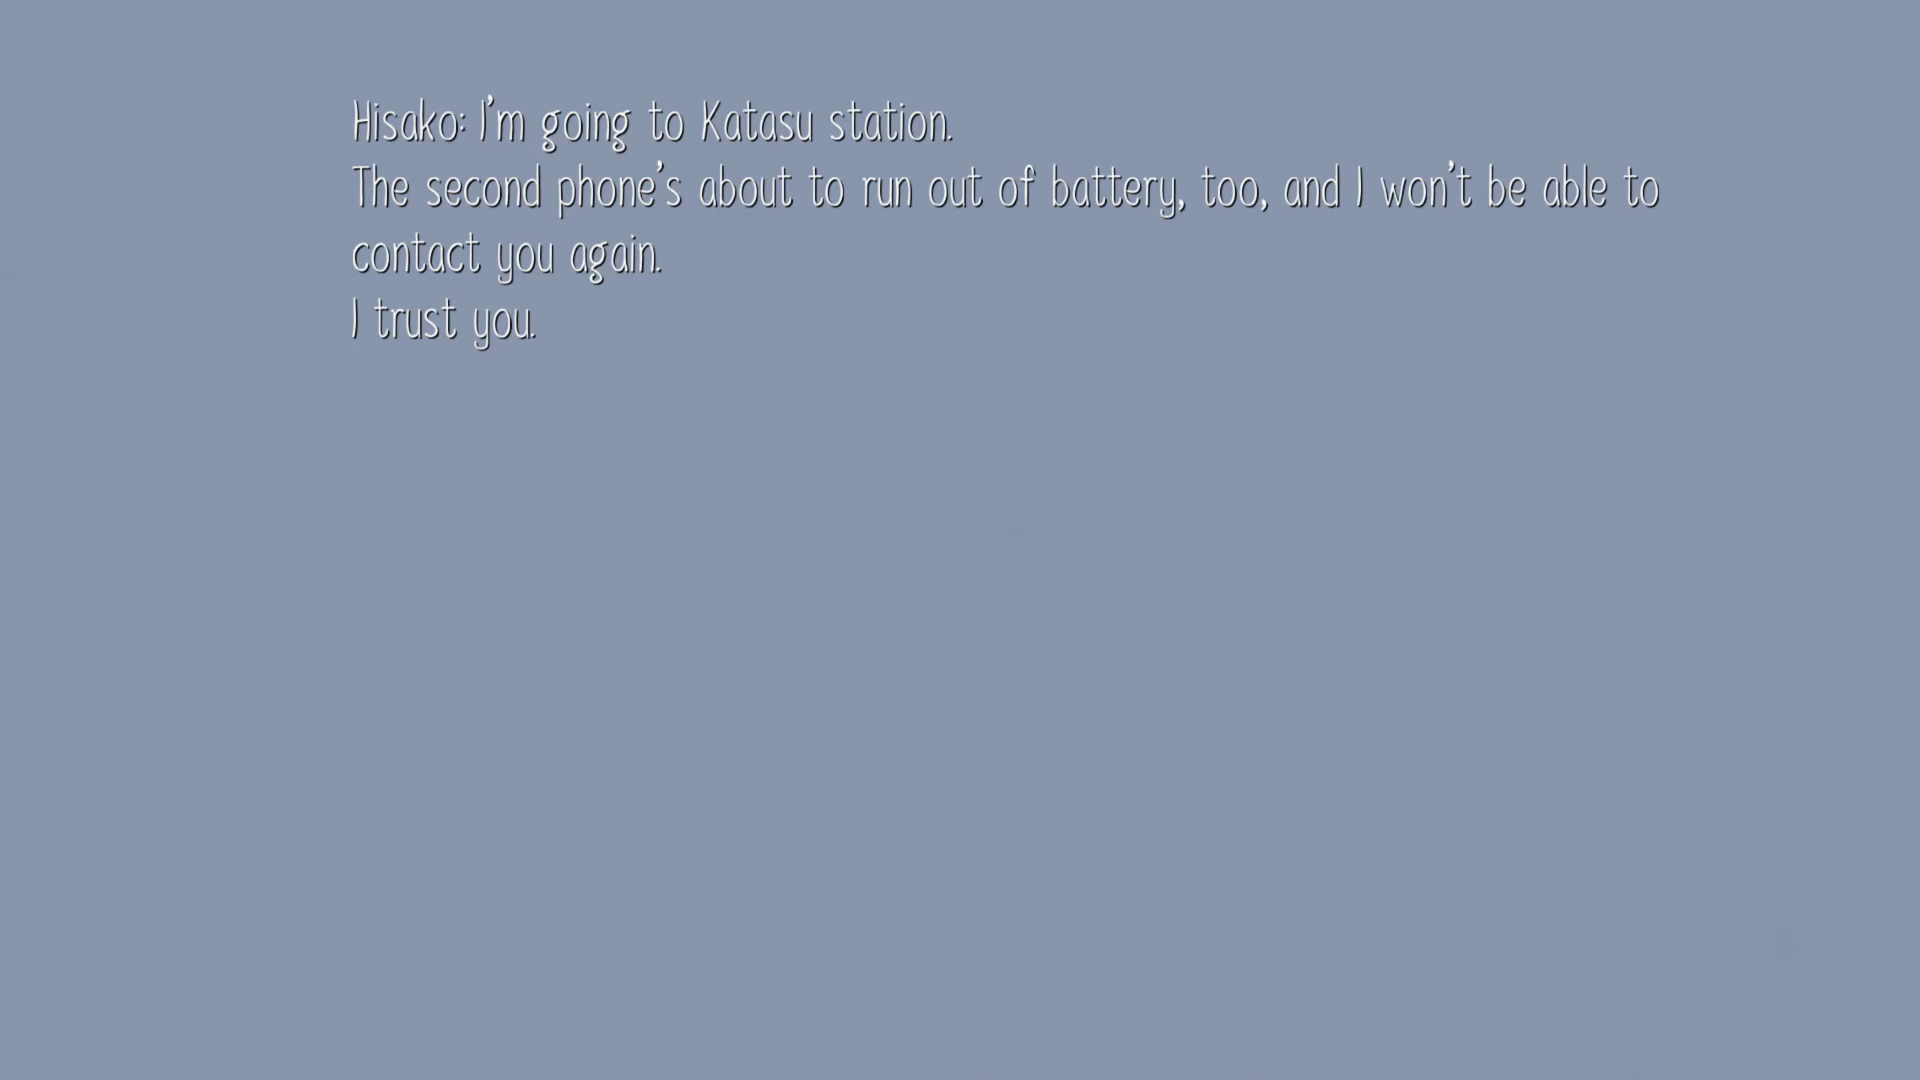 Hisako: I'm going to Katasu station.
The second phone's about to run out of battery, too, and I won't be able to
contact you again.
I trust you.